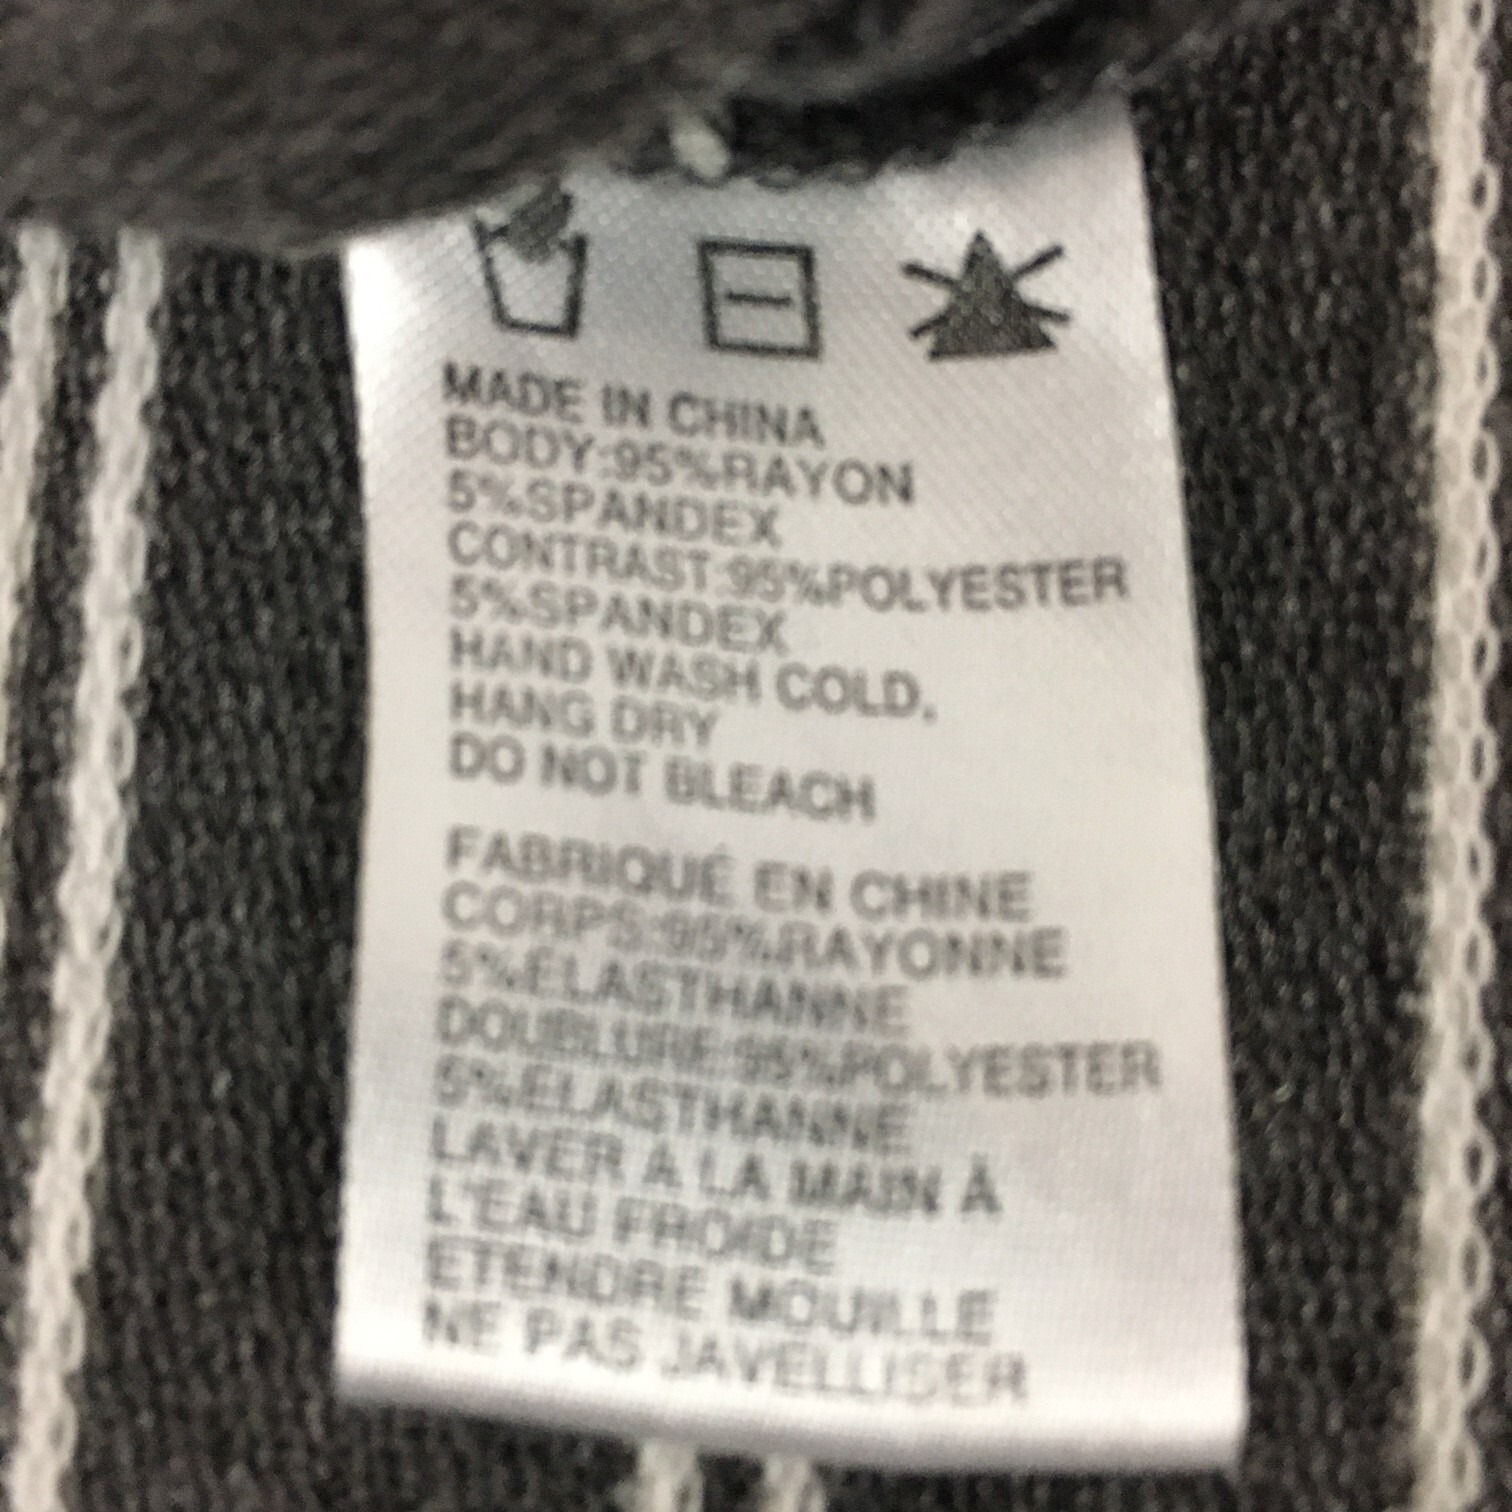 MADE IN CHINA
BODY:95%RAYON
5%SPANDEX
CONTRAST:95%POLYESTER
5%SPANDEX
HAND WASH COLD,
HANG DRY
DO NOT BLEACH
FABRIQUÉ EN CHINE
CORPS:95%RAYONNE
5%ELASTHANNE
DOUBLURE:95%POLYESTER
5%ELASTHANNE
LAVER À LA MAIN À
L'EAU FROIDE
ETENDRE MOUILLE
NE PAS JAVELLISER